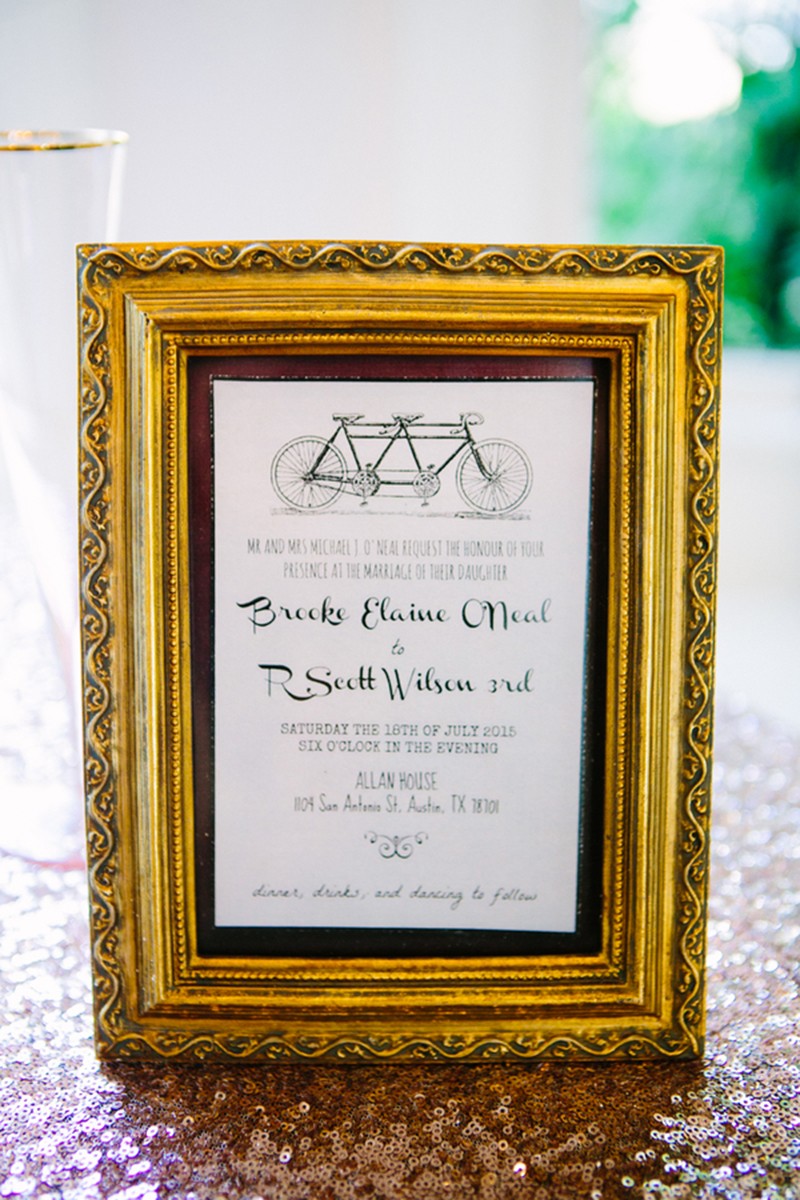 MR AND MRS MICHAEL J. O'NEAL REQUEST THE HONOUR OF YOUR
PRESENCE AT THE MARRIAGE OF THEIR DAUGHTER
Brooke Elaine ONeal
to
R. Scott Wilson 3rd
SATURDAY THE 18TH OF JULY 2015
SIX O'CLOCK IN THE EVENING
ALLAN HOUSE
1104 San Antonio St. Austin, TX 78701
dinner, drinks, and dancing to follow